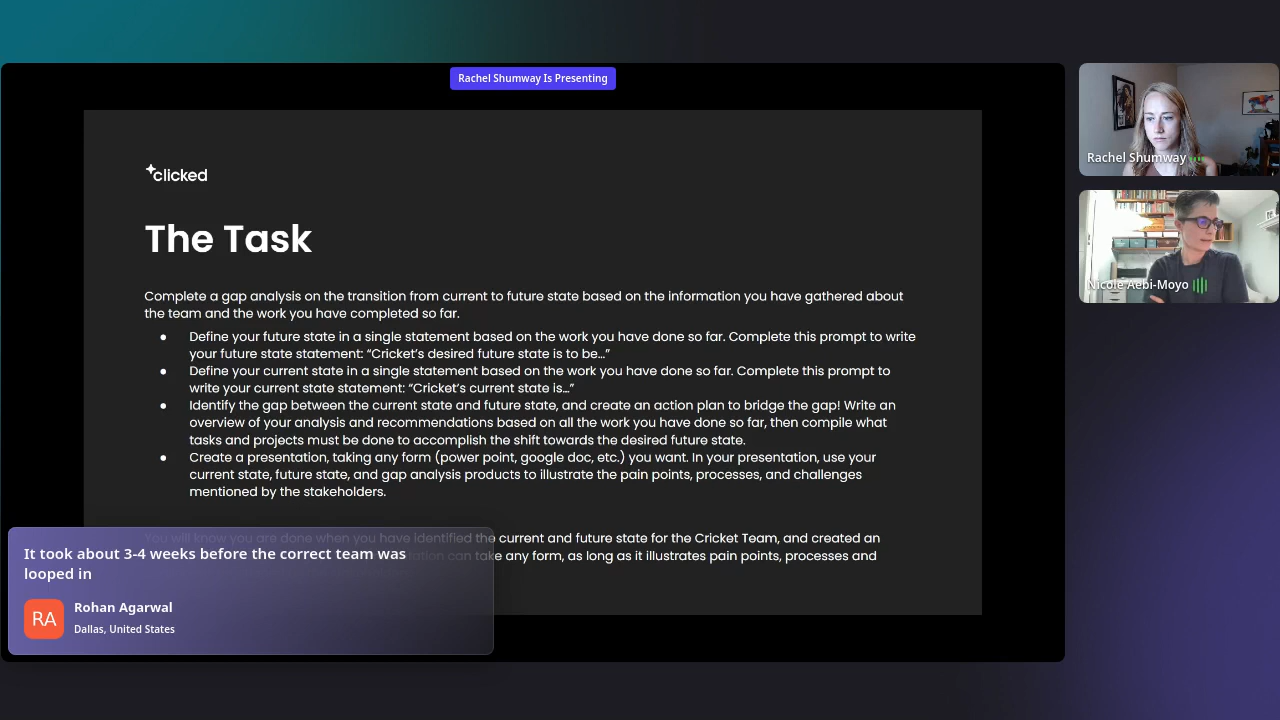 Rachel Shumway Is Presenting
clicked
The Task
Complete a gap analysis on the transition from current to future state based on the information you have gathered about
the team and the work you have completed so far.
● Define your future state in a single statement based on the work you have done so far. Complete this prompt to write
your future state statement: “Cricket’s desired future state is to be…”
● Define your current state in a single statement based on the work you have done so far. Complete this prompt to
write your current state statement: “Cricket’s current state is…”
● Identify the gap between the current state and future state, and create an action plan to bridge the gap! Write an
overview of your analysis and recommendations based on all the work you have done so far, then compile what
tasks and projects must be done to accomplish the shift towards the desired future state.
● Create a presentation, taking any form (power point, google doc, etc.) you want. In your presentation, use your
current state, future state, and gap analysis products to illustrate the pain points, processes, and challenges
mentioned by the stakeholders.
You will know you are done when you have identified the current and future state for the Cricket Team, and created an
can take any form, as long as it illustrates pain points, processes and
It took about 3-4 weeks before the correct team was
looped in
RA
Rohan Agarwal
Dallas, United States
Rachel Shumway
Nicole Aebi-Moyo